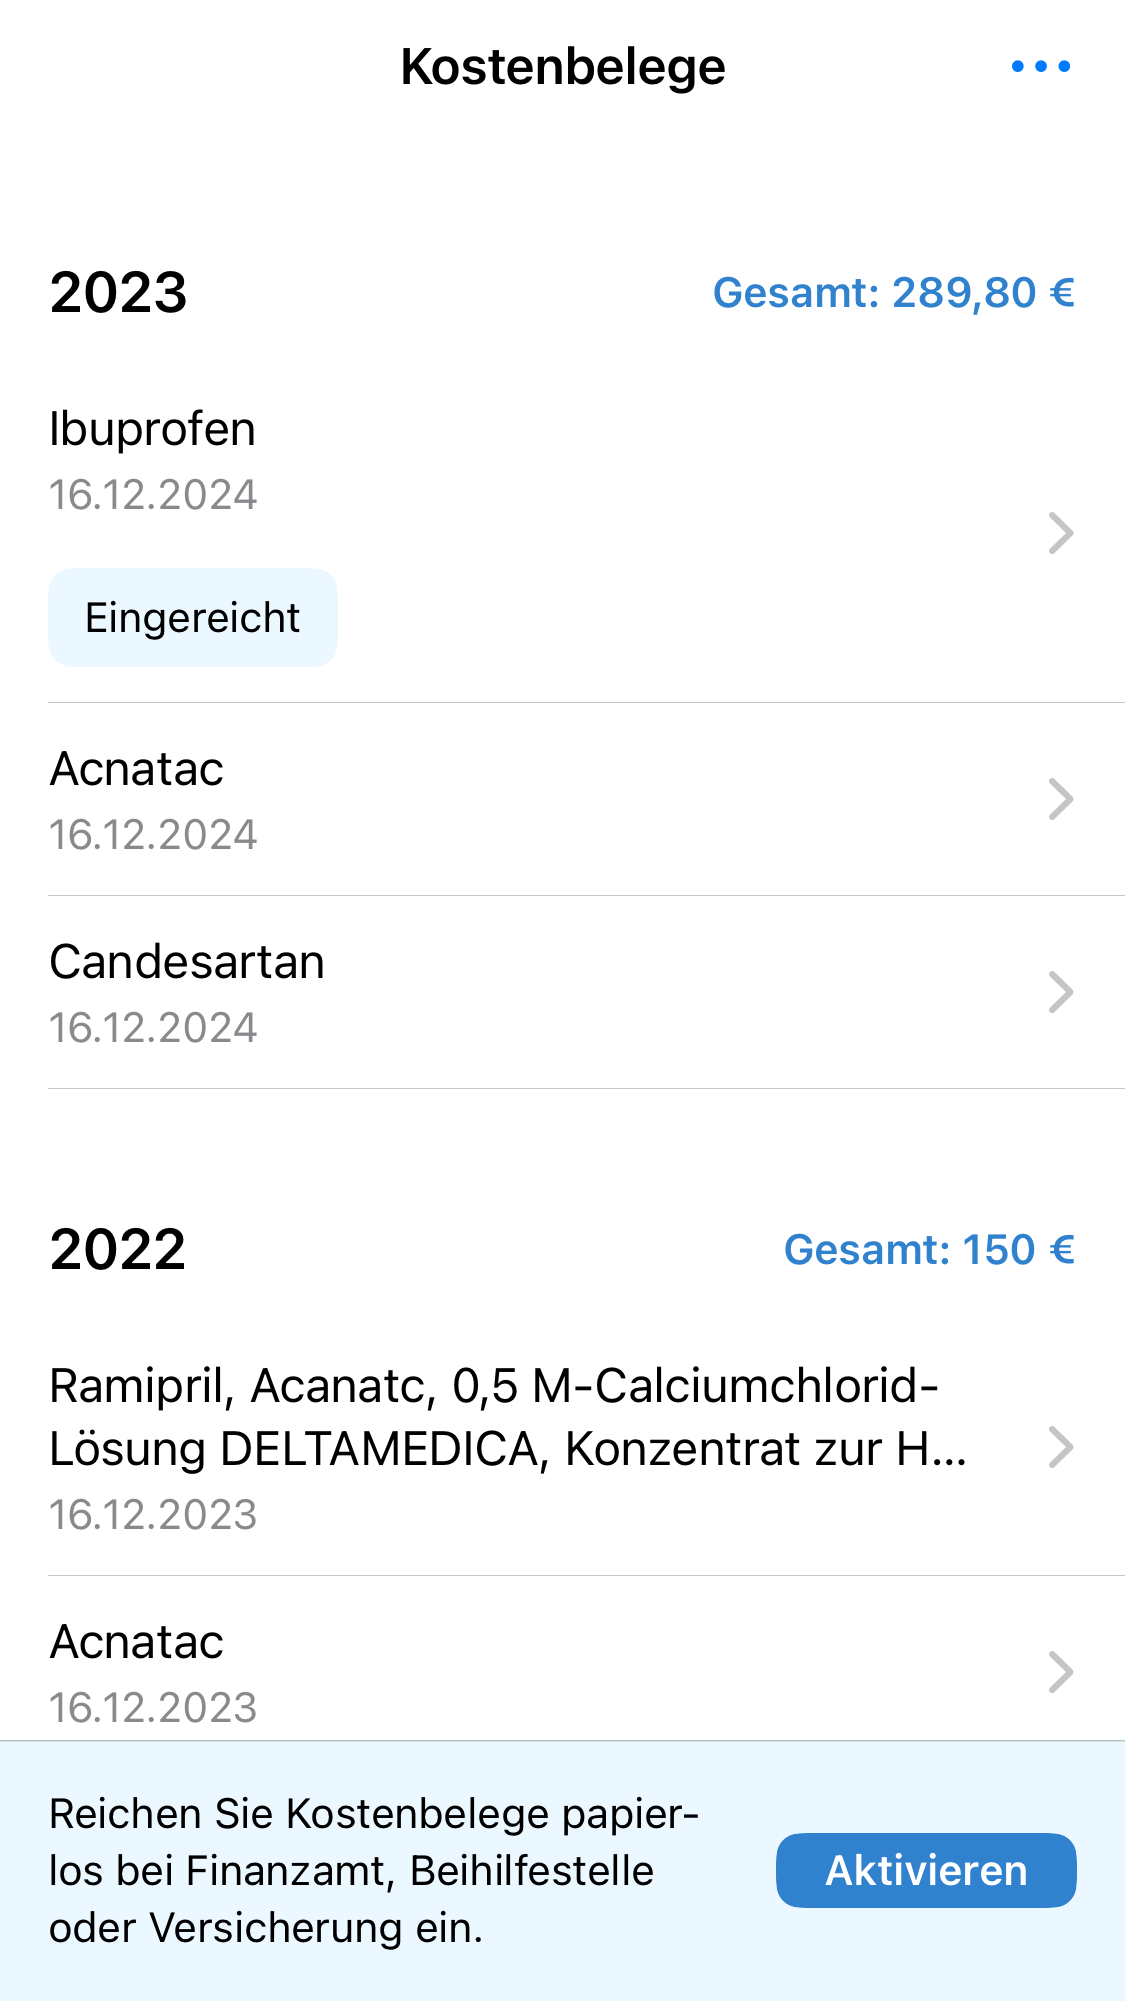 Kostenbelege
2023
Gesamt: 289,80 €
Ibuprofen
16.12.2024
Eingereicht
Acnatac
16.12.2024
Candesartan
16.12.2024
2022
Gesamt: 150 €
Ramipril, Acanatc, 0,5 M-Calciumchlorid-
Lösung DELTAMEDICA, Konzentrat zur H...
16.12.2023
Acnatac
16.12.2023
Reichen Sie Kostenbelege papier-
los bei Finanzamt, Beihilfestelle
oder Versicherung ein.
Aktivieren